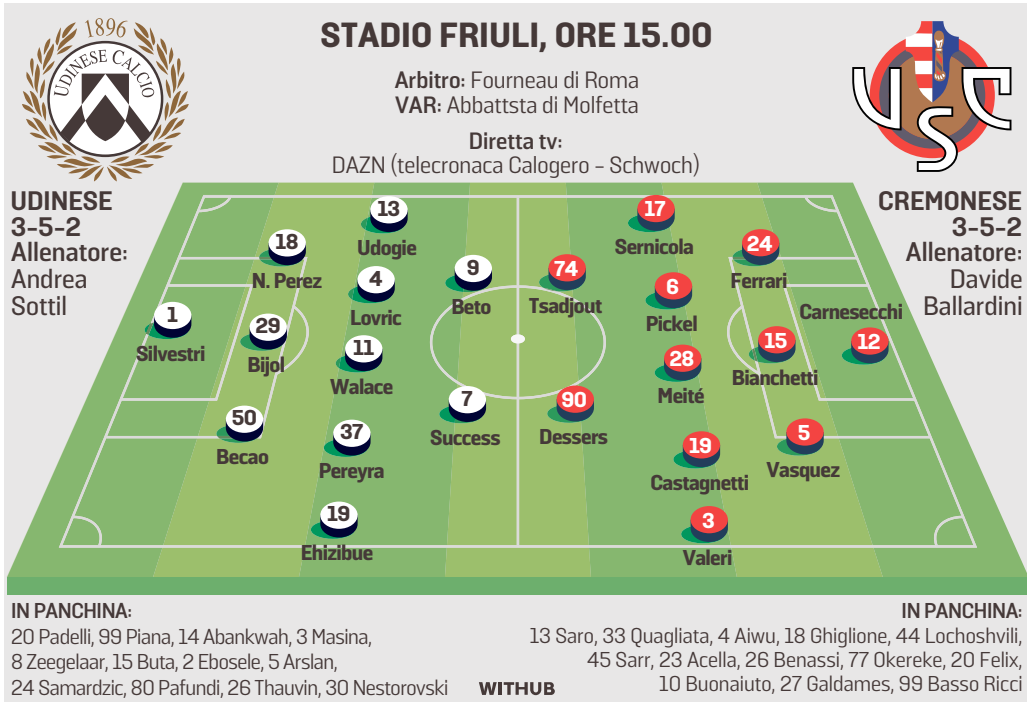 STADIO FRIULI, ORE 15.00
Arbitro: Fourneau di Roma
VAR: Abbattsta di Molfetta
Diretta tv:
DAZN (telecronaca Calogero – Schwoch)
1896
UDINESE CALCIO
USC
UDINESE
3-5-2
Allenatore:
Andrea
Sottil
CREMONESE
3-5-2
Allenatore:
Davide
Ballardini
13
Udogie
18
N. Perez
4
Lovric
9
Beto
1
Silvestri
29
Bijol
11
Walace
7
Success
50
Becao
37
Pereyra
19
Ehizibue
17
Sernicola
24
Ferrari
74
Tsadjout
6
Pickel
Carnesecchi
12
15
Bianchetti
28
Meité
90
Dessers
19
Castagnetti
5
Vasquez
3
Valeri
IN PANCHINA:
20 Padelli, 99 Piana, 14 Abankwah, 3 Masina,
8 Zeegelaar, 15 Buta, 2 Ebosele, 5 Arslan,
24 Samardzic, 80 Pafundi, 26 Thauvin, 30 Nestorovski
WITHUB
IN PANCHINA:
13 Saro, 33 Quagliata, 4 Aiwu, 18 Ghiglione, 44 Lochoshvili,
45 Sarr, 23 Acella, 26 Benassi, 77 Okereke, 20 Felix,
10 Buonaiuto, 27 Galdames, 99 Basso Ricci